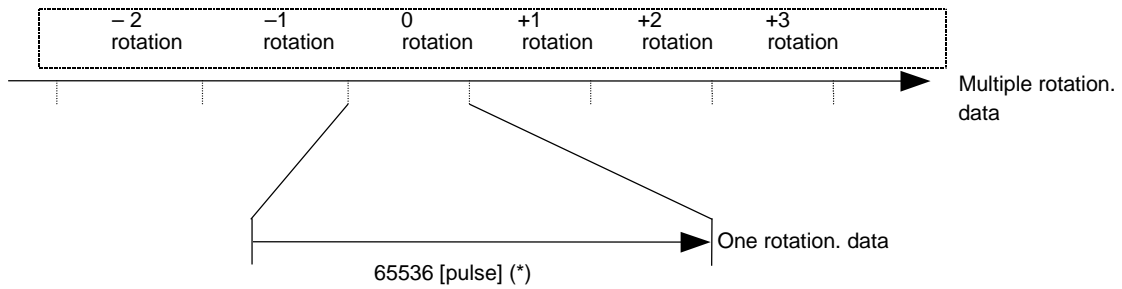 – 2 –1 0 +1 +2 +3
rotation rotation rotation rotation rotation rotation
Multiple rotation.
data
One rotation. data
65536 [pulse] (*)